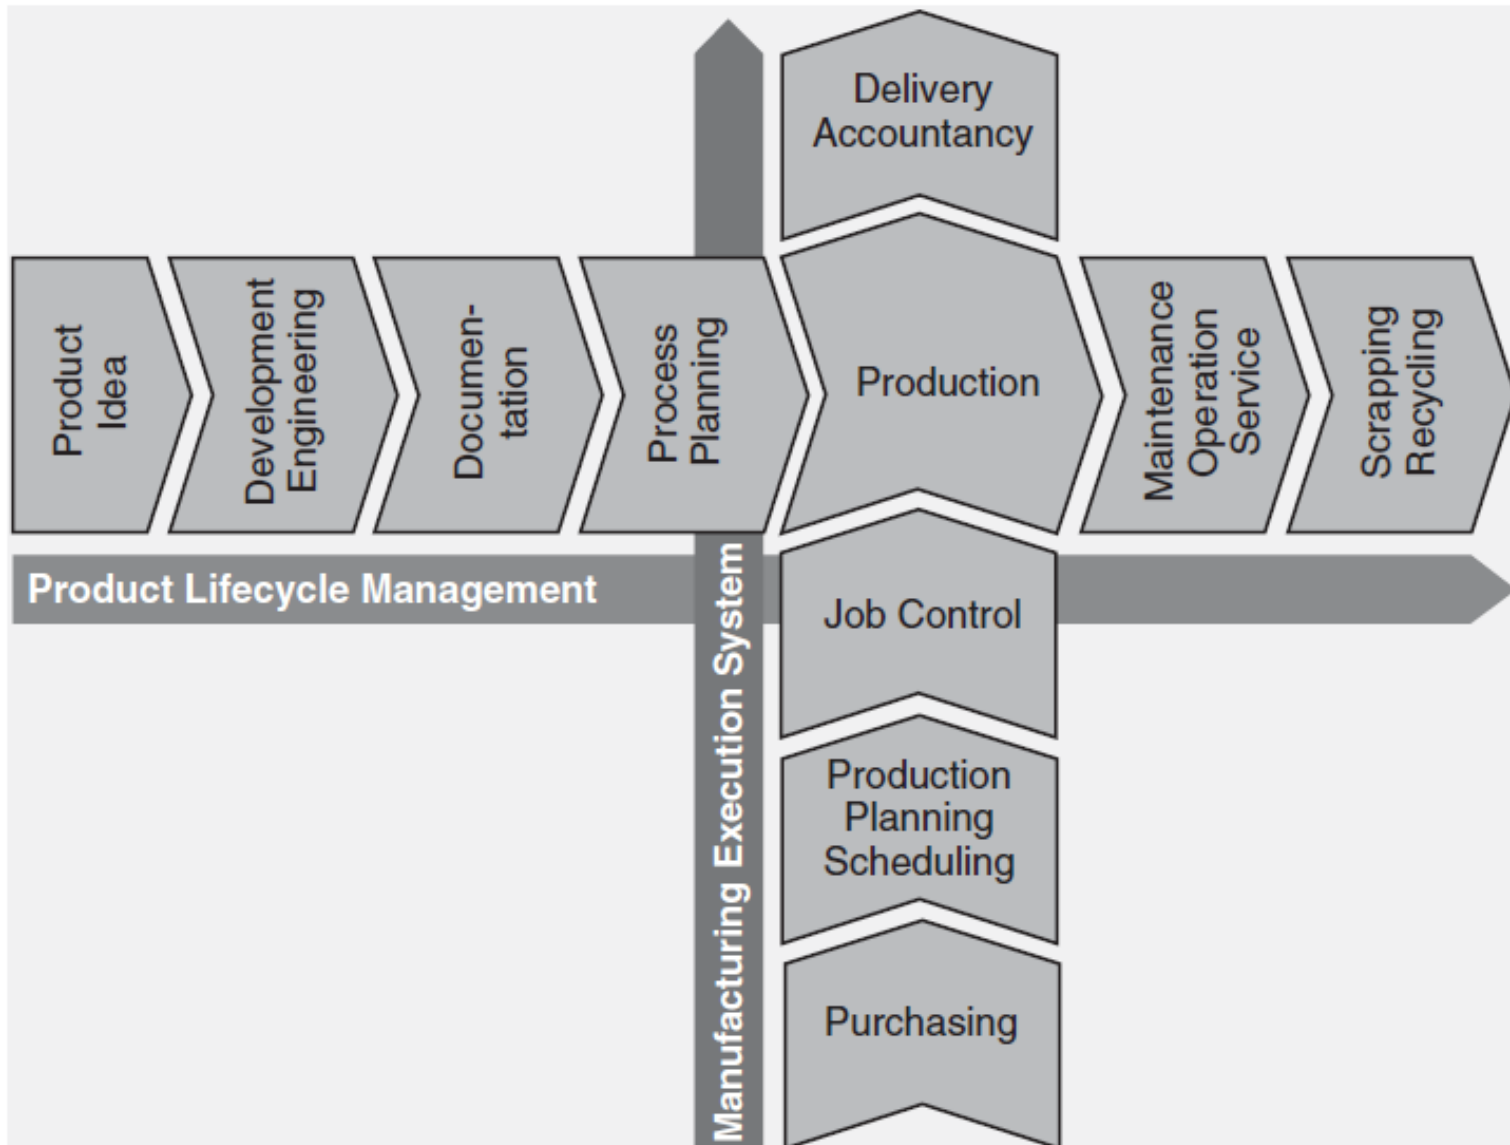 Delivery
Accountancy
Product
Idea
Development
Engineering
Documen-
tation
Process
Planning
Production
Maintenance
Operation
Service
Scrapping
Recycling
Product Lifecycle Management
Manufacturing Execution System
Job Control
Production
Planning
Scheduling
Purchasing